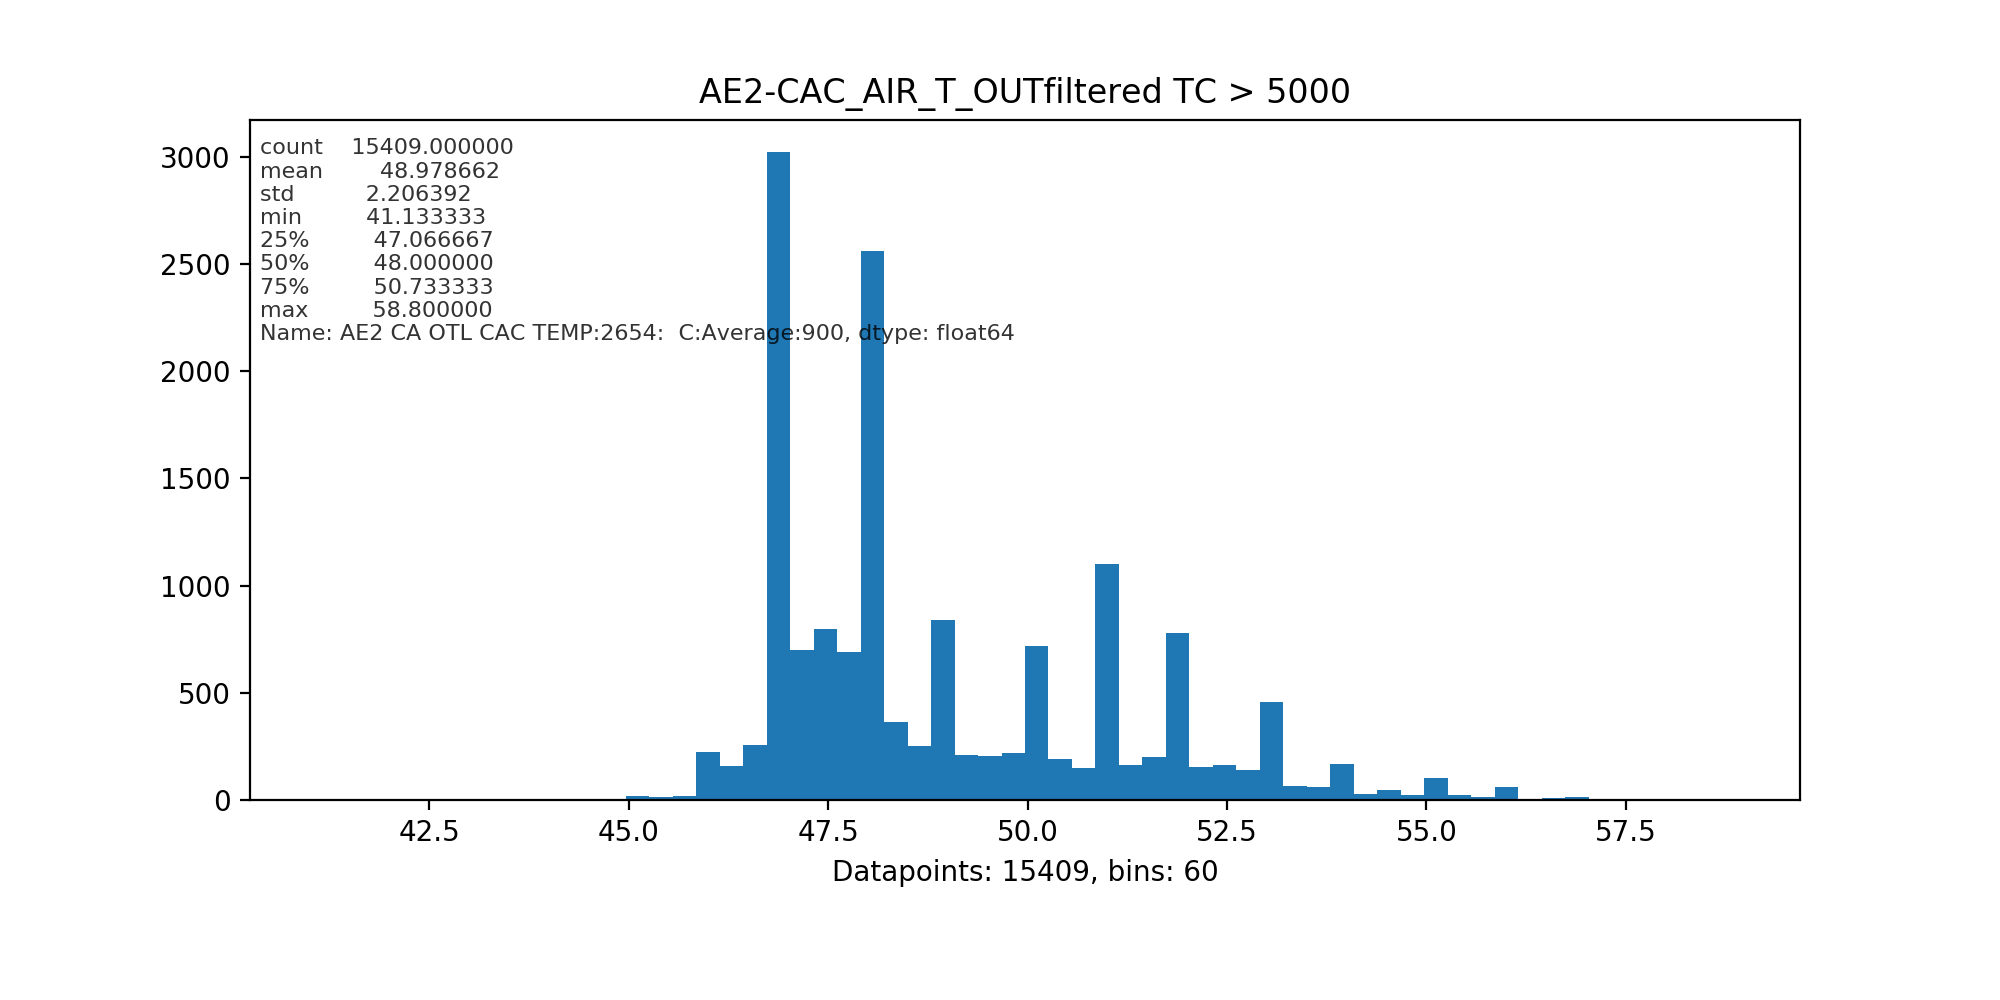 AE2-CAC_AIR_T_OUTfiltered TC > 5000
count 15409.000000
mean 48.978662
std 2.206392
min 41.133333
25% 47.066667
50% 48.000000
75% 50.733333
max 58.800000
Name: AE2 CA OTL CAC TEMP:2654:  C:Average:900, dtype: float64
3000
2500
2000
1500
1000
500
0
42.5 45.0 47.5 50.0 52.5 55.0 57.5
Datapoints: 15409, bins: 60